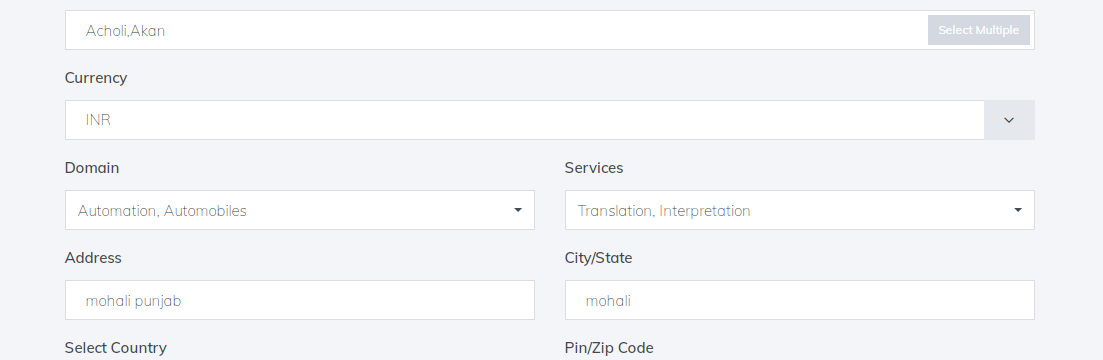 Acholi,Akan
Select Multiple
Currency
INR
Domain
Services
Automation, Automobiles
Translation, Interpretation
Address
City/State
mohali punjab
mohali
Select Country
Pin/Zip Code